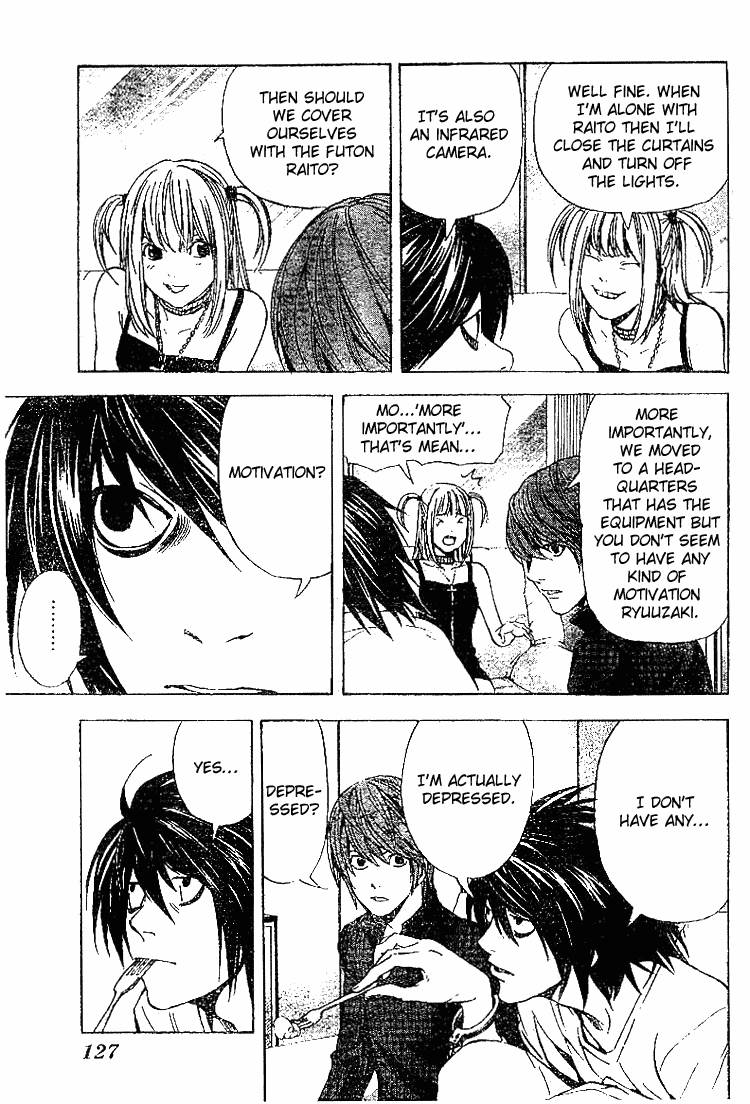 WELL FINE. WHEN
I'M ALONE WITH
RAITO THEN I'LL
CLOSE THE CURTAINS
AND TURN OFF
THE LIGHTS.
IT'S ALSO
AN INFRARED
CAMERA.
THEN SHOULD
WE COVER
OURSELVES
WITH THE FUTON
RAITO?
MORE
IMPORTANTLY,
WE MOVED
TO A HEAD-
QUARTERS
THAT HAS THE
EQUIPMENT BUT
YOU DON'T SEEM
TO HAVE ANY
KIND OF
MOTIVATION
RYUUZAKI.
MO...'MORE
IMPORTANTLY'...
THAT'S MEAN...
MOTIVATION?
........
I DON'T
HAVE ANY...
I'M ACTUALLY
DEPRESSED.
DEPRE-
SSED?
YES...
127